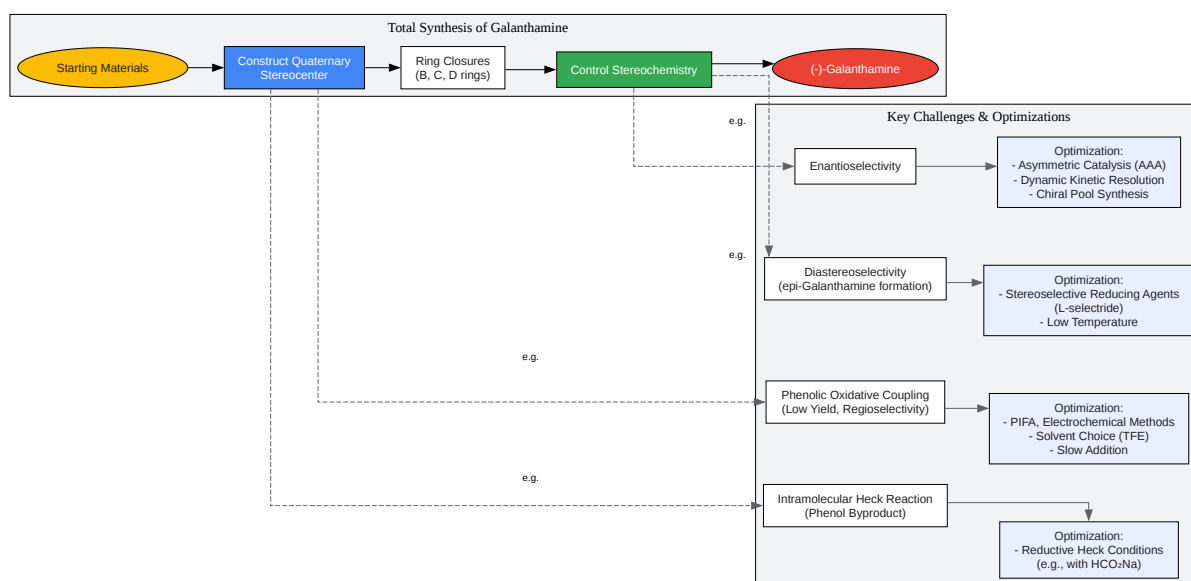 Total Synthesis of Galanthamine
Starting Materials
Construct Quaternary
Stereocenter
Ring Closures
(B, C, D rings)
Control Stereochemistry
(-)-Galanthamine
Key Challenges & Optimizations
e.g.
Enantioselectivity
Optimization:
- Asymmetric Catalysis (AAA)
- Dynamic Kinetic Resolution
- Chiral Pool Synthesis
e.g.
Diastereoselectivity
(epi-Galanthamine formation)
Optimization:
- Stereoselective Reducing Agents
(L-selectride)
- Low Temperature
e.g.
Phenolic Oxidative Coupling
(Low Yield, Regioselectivity)
Optimization:
- PIFA, Electrochemical Methods
- Solvent Choice (TFE)
- Slow Addition
e.g.
Intramolecular Heck Reaction
(Phenol Byproduct)
Optimization:
- Reductive Heck Conditions
(e.g., with HCO₂Na)